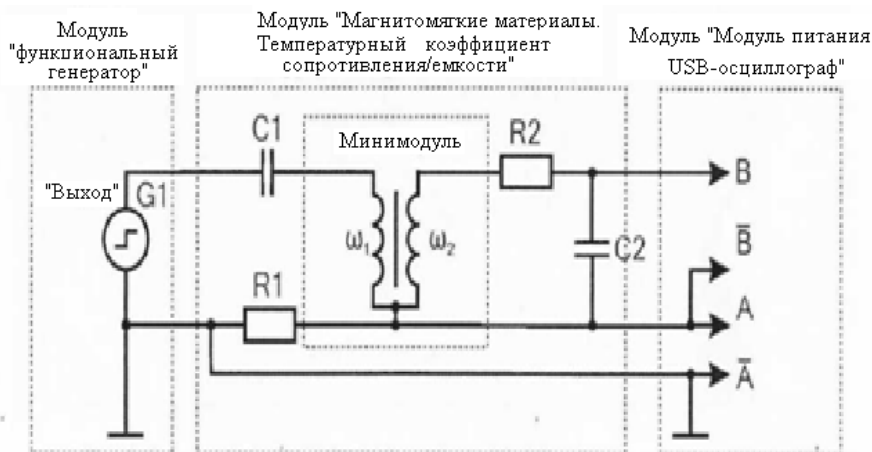 Модуль
"функциональный
генератор"
Модуль "Магнитомягкие материалы.
Температурный коэффициент
сопротивления/емкости"
Модуль "Модуль питания
USB-осциллограф"
C1
Минимодуль
R2
"Выход"
G1
ω₁
ω₂
C2
R1
B
B̅
A
A̅